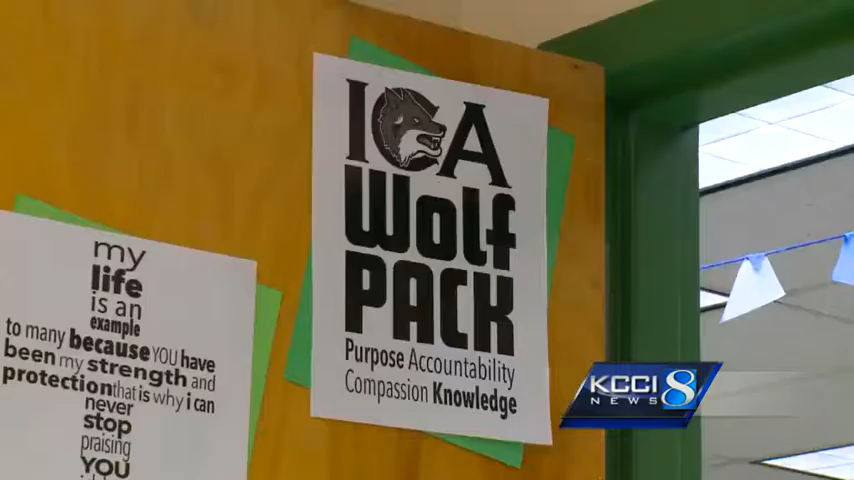 my
life
is an
example
to many because YOU have
been my strength and
protection that is why i can
never
stop
praising
YOU
ICA
Wolf
PACK
Purpose Accountability
Compassion Knowledge
KCCI 8
NEWS